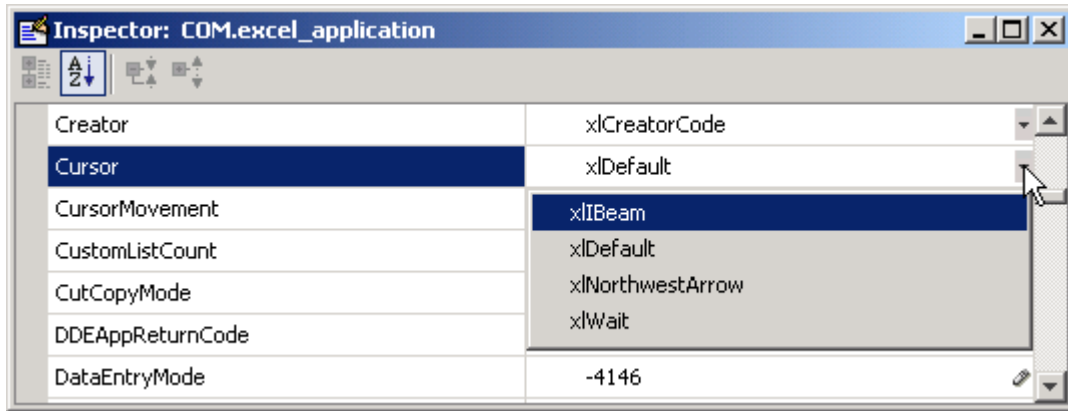 Inspector: COM.excel_application
A
Z
Creator xlCreatorCode
Cursor xlDefault
CursorMovement xlIBeam
CustomListCount xlDefault
CutCopyMode xlNorthwestArrow
DDEAppReturnCode xlWait
DataEntryMode -4146